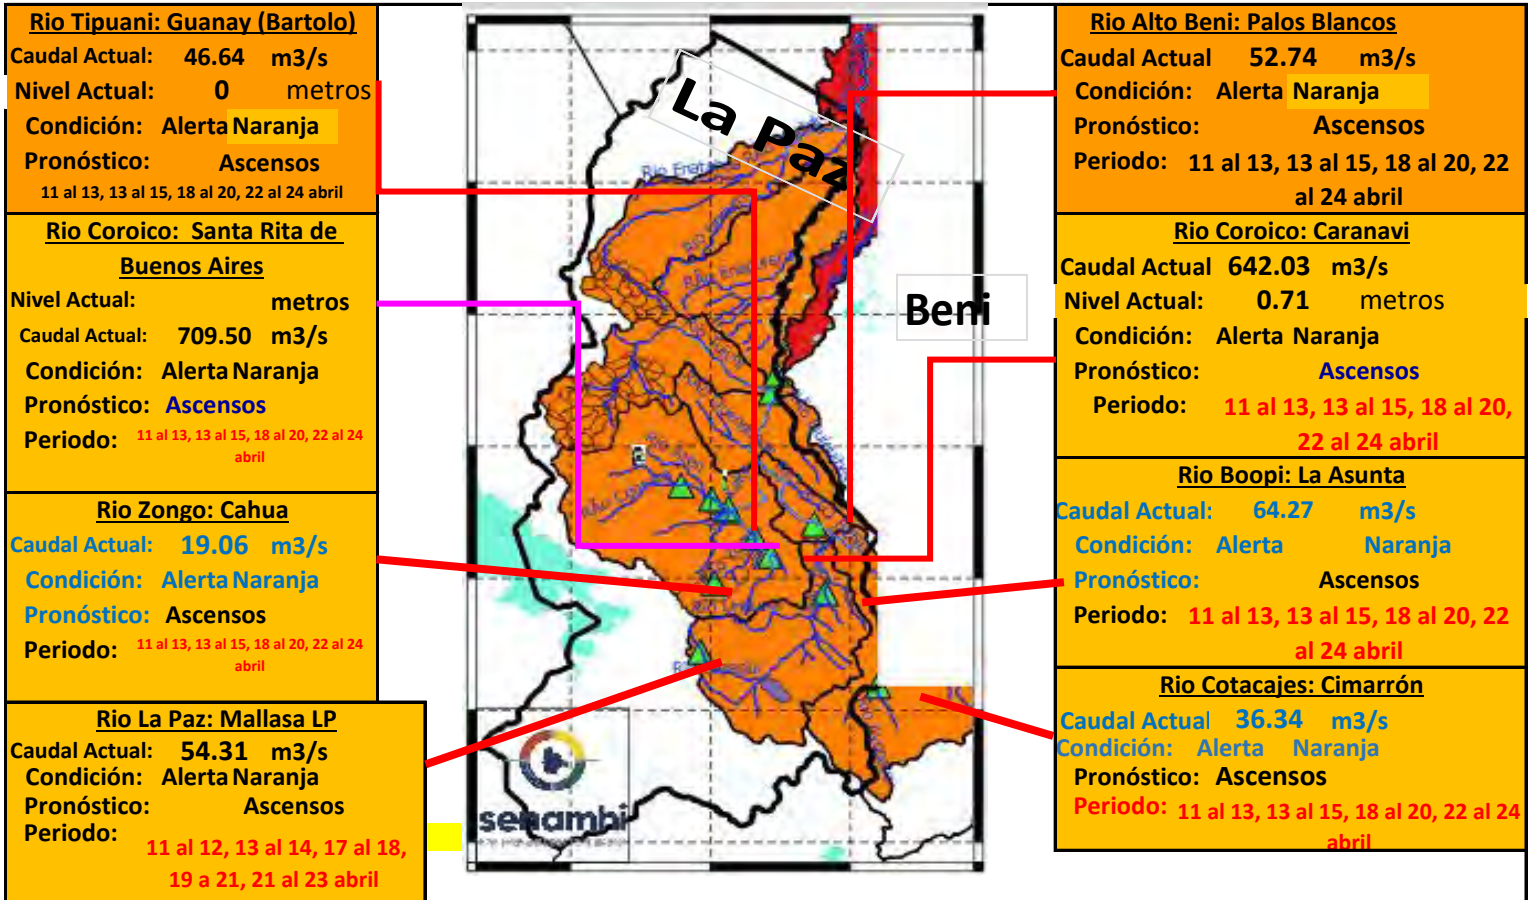 Rio Tipuani: Guanay (Bartolo)
Caudal Actual: 46.64 m3/s
Nivel Actual: 0 metros
Condición: Alerta Naranja
Pronóstico: Ascensos
11 al 13, 13 al 15, 18 al 20, 22 al 24 abril
Rio Coroico: Santa Rita de
Buenos Aires
Nivel Actual: metros
Caudal Actual: 709.50 m3/s
Condición: Alerta Naranja
Pronóstico: Ascensos
Periodo: 11 al 13, 13 al 15, 18 al 20, 22 al 24
abril
Rio Zongo: Cahua
Caudal Actual: 19.06 m3/s
Condición: Alerta Naranja
Pronóstico: Ascensos
Periodo: 11 al 13, 13 al 15, 18 al 20, 22 al 24
abril
Rio La Paz: Mallasa LP
Caudal Actual: 54.31 m3/s
Condición: Alerta Naranja
Pronóstico: Ascensos
Periodo:
11 al 12, 13 al 14, 17 al 18,
19 a 21, 21 al 23 abril
La Paz
Beni
senamhi
Rio Alto Beni: Palos Blancos
Caudal Actual 52.74 m3/s
Condición: Alerta Naranja
Pronóstico: Ascensos
Periodo: 11 al 13, 13 al 15, 18 al 20, 22
al 24 abril
Rio Coroico: Caranavi
Caudal Actual 642.03 m3/s
Nivel Actual: 0.71 metros
Condición: Alerta Naranja
Pronóstico: Ascensos
Periodo: 11 al 13, 13 al 15, 18 al 20,
22 al 24 abril
Rio Boopi: La Asunta
Caudal Actual: 64.27 m3/s
Condición: Alerta Naranja
Pronóstico: Ascensos
Periodo: 11 al 13, 13 al 15, 18 al 20, 22
al 24 abril
Rio Cotacajes: Cimarrón
Caudal Actual 36.34 m3/s
Condición: Alerta Naranja
Pronóstico: Ascensos
Periodo: 11 al 13, 13 al 15, 18 al 20, 22 al 24
abril